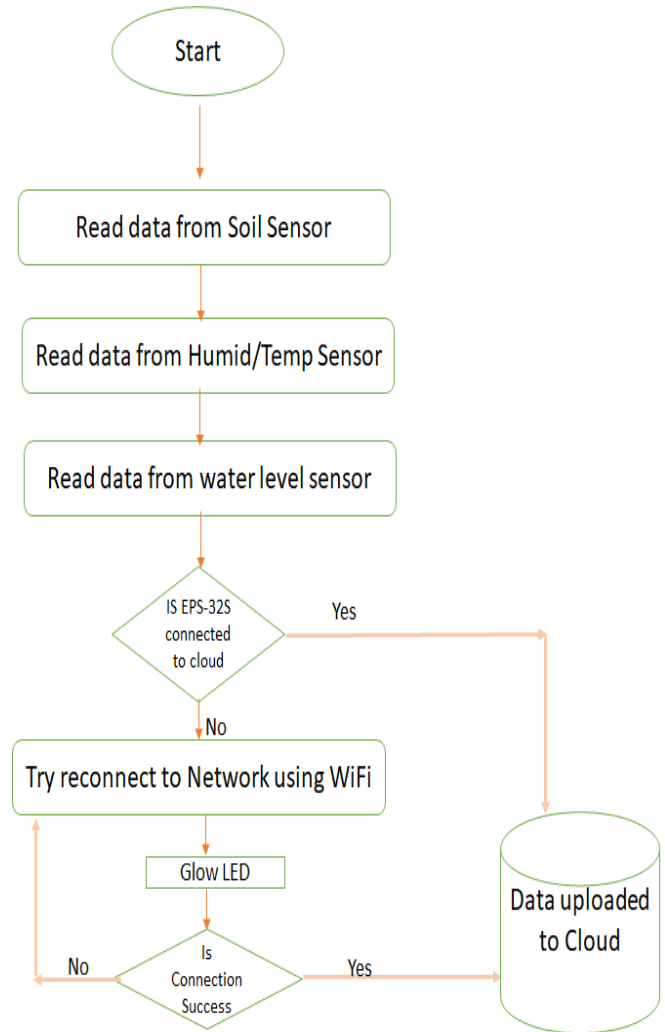 Start
Read data from Soil Sensor
Read data from Humid/Temp Sensor
Read data from water level sensor
IS EPS-32S
connected
to cloud
Yes
No
Try reconnect to Network using WiFi
Glow LED
Data uploaded
to Cloud
Is
Connection
Success
No
Yes